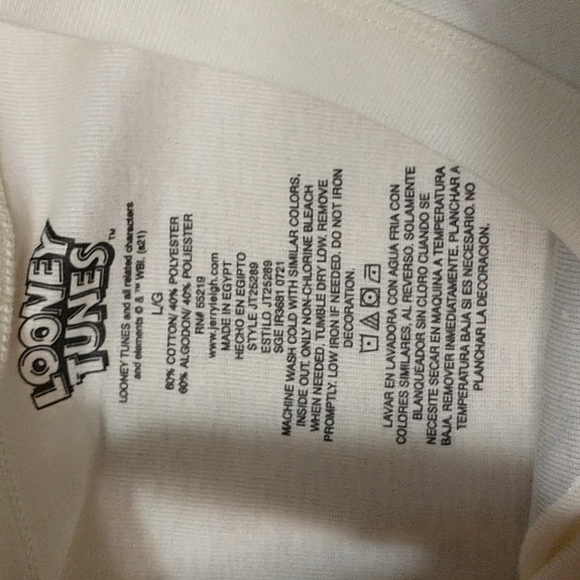 LOONEY
TUNES™
LOONEY TUNES and all related characters
and elements © & ™ WBI. (s21)
L/G
60% COTTON/ 40% POLYESTER
60% ALGODON/ 40% POLIESTER
RN# 55219
www.jerryleigh.com
MADE IN EGYPT
HECHO EN EGIPTO
STYLE JT25289
ESTILO JT25289
SGE IR3681 0721
MACHINE WASH COLD WITH SIMILAR COLORS,
INSIDE OUT. ONLY NON-CHLORINE BLEACH
WHEN NEEDED. TUMBLE DRY LOW. REMOVE
PROMPTLY. LOW IRON IF NEEDED. DO NOT IRON
DECORATION.
LAVAR EN LAVADORA CON AGUA FRIA CON
COLORES SIMILARES, AL REVERSO. SOLAMENTE
BLANQUEADOR SIN CLORO CUANDO SE
NECESITE SECAR EN MAQUINA A TEMPERATURA
BAJA. REMOVER INMEDIATAMENTE. PLANCHAR A
TEMPERATURA BAJA SI ES NECESARIO. NO
PLANCHAR LA DECORACION.